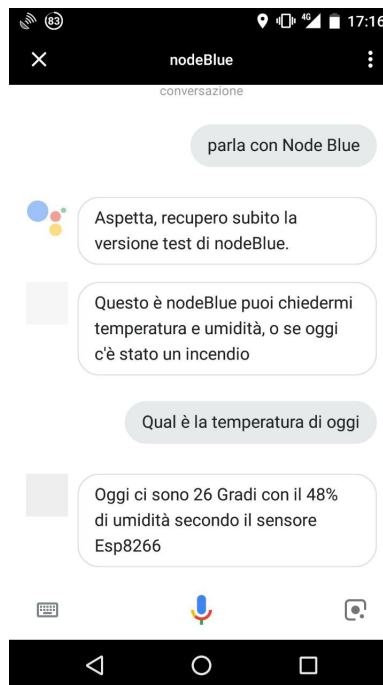 83
4G
17:16
nodeBlue
conversazione
parla con Node Blue
Aspetta, recupero subito la
versione test di nodeBlue.
Questo è nodeBlue puoi chiedermi
temperatura e umidità, o se oggi
c'è stato un incendio
Qual è la temperatura di oggi
Oggi ci sono 26 Gradi con il 48%
di umidità secondo il sensore
Esp8266